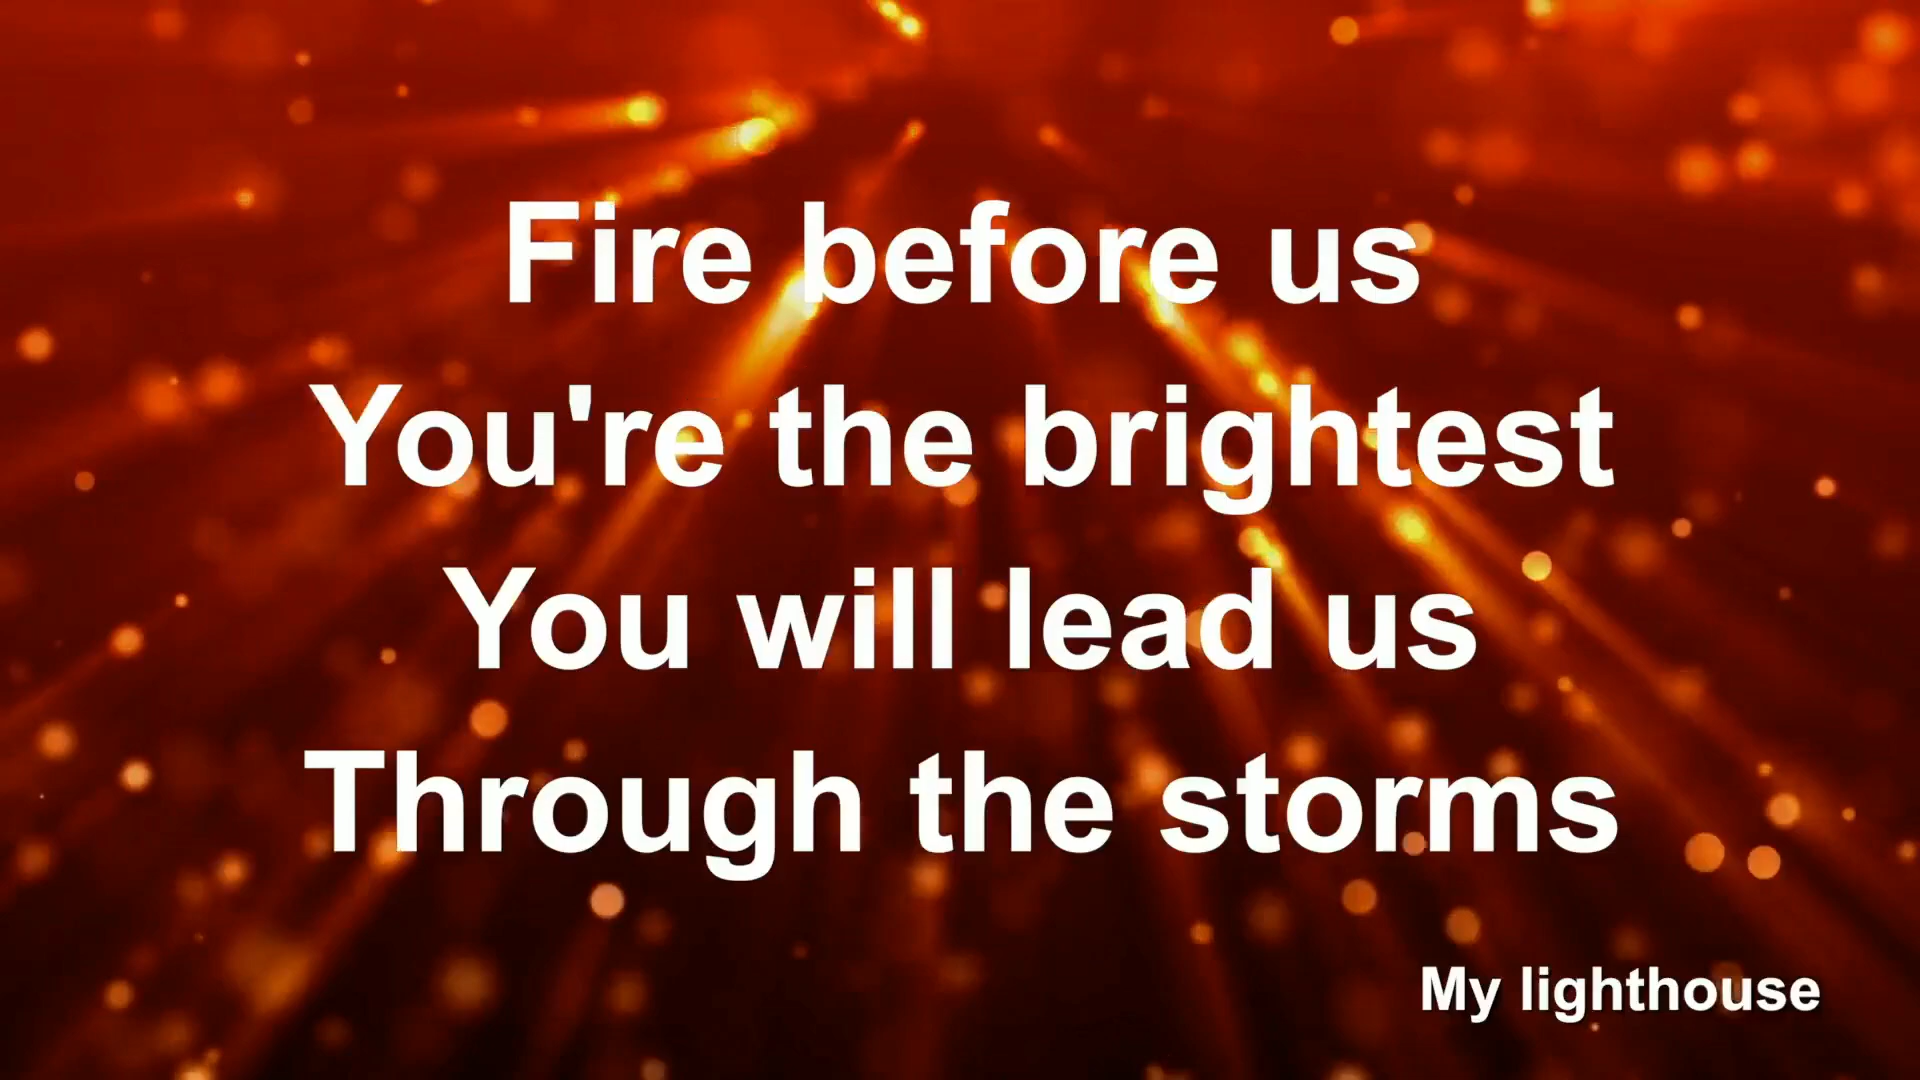 Fire before us
You're the brightest
You will lead us
Through the storms
My lighthouse